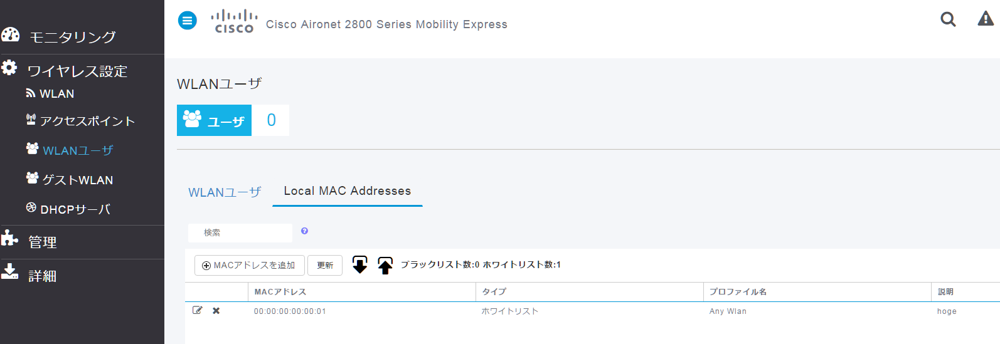 モニタリング
ワイヤレス設定
WLAN
アクセスポイント
WLANユーザ
ゲストWLAN
DHCPサーバ
管理
詳細
CISCO
Cisco Aironet 2800 Series Mobility Express
WLANユーザ
ユーザ 0
WLANユーザ Local MAC Addresses
検索 ?
MACアドレスを追加 更新 ブラックリスト数:0 ホワイトリスト数:1
MACアドレス タイプ プロファイル名 説明
00:00:00:00:00:01 ホワイトリスト Any Wlan hoge